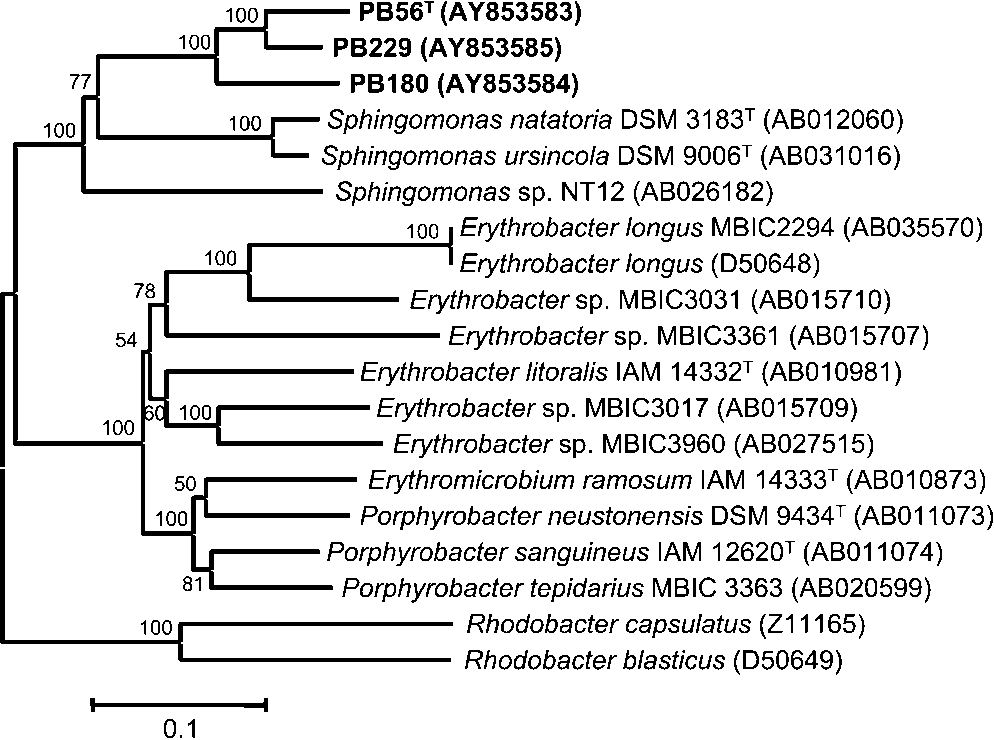 100 PB56ᵀ (AY853583)
100 PB229 (AY853585)
PB180 (AY853584)
77
100 Sphingomonas natatoria DSM 3183ᵀ (AB012060)
100 Sphingomonas ursincola DSM 9006ᵀ (AB031016)
Sphingomonas sp. NT12 (AB026182)
100 Erythrobacter longus MBIC2294 (AB035570)
100 Erythrobacter longus (D50648)
78 Erythrobacter sp. MBIC3031 (AB015710)
54 Erythrobacter sp. MBIC3361 (AB015707)
Erythrobacter litoralis IAM 14332ᵀ (AB010981)
60 100 Erythrobacter sp. MBIC3017 (AB015709)
100 Erythrobacter sp. MBIC3960 (AB027515)
50 Erythromicrobium ramosum IAM 14333ᵀ (AB010873)
100 Porphyrobacter neustonensis DSM 9434ᵀ (AB011073)
Porphyrobacter sanguineus IAM 12620ᵀ (AB011074)
81 Porphyrobacter tepidarius MBIC 3363 (AB020599)
100 Rhodobacter capsulatus (Z11165)
Rhodobacter blasticus (D50649)
0.1